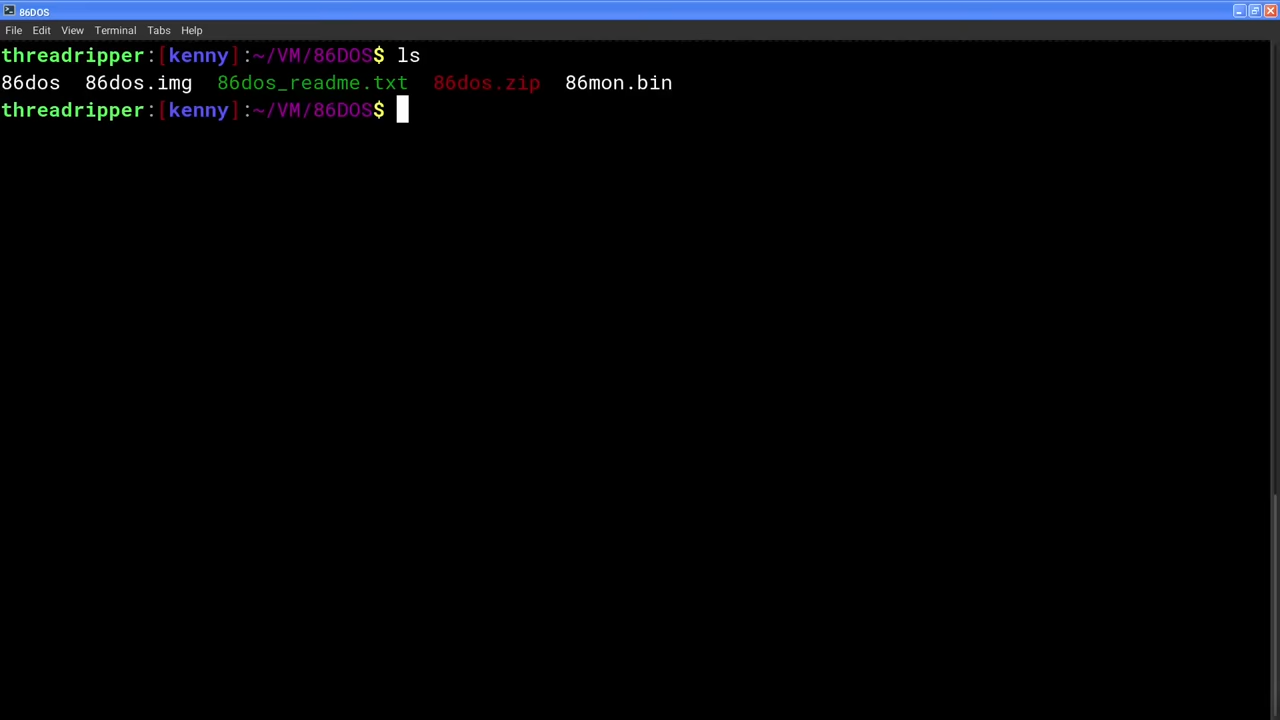 86DOS
File Edit View Terminal Tabs Help
threadripper:[kenny]:~/VM/86DOS$ ls
86dos 86dos.img 86dos_readme.txt 86dos.zip 86mon.bin
threadripper:[kenny]:~/VM/86DOS$